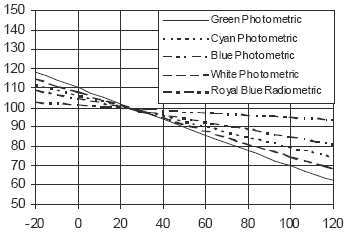 150
140
130
120
110
100
90
80
70
60
50
-20 0 20 40 60 80 100 120
Green Photometric
Cyan Photometric
Blue Photometric
White Photometric
Royal Blue Radiometric